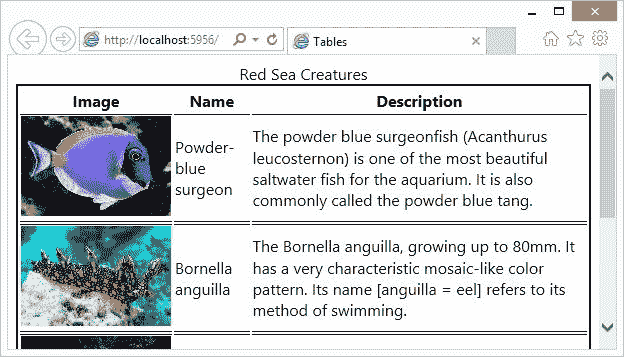 http://localhost:5956/
Tables
Red Sea Creatures
Image Name Description
Powder-
blue
surgeon
The powder blue surgeonfish (Acanthurus
leucosternon) is one of the most beautiful
saltwater fish for the aquarium. It is also
commonly called the powder blue tang.
Bornella
anguilla
The Bornella anguilla, growing up to 80mm. It
has a very characteristic mosaic-like color
pattern. Its name [anguilla = eel] refers to its
method of swimming.